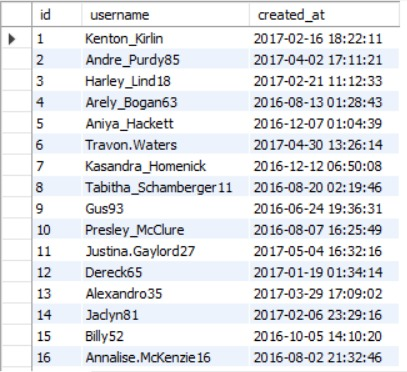 id username created_at
1 Kenton_Kirlin 2017-02-16 18:22:11
2 Andre_Purdy85 2017-04-02 17:11:21
3 Harley_Lind18 2017-02-21 11:12:33
4 Arely_Bogan63 2016-08-13 01:28:43
5 Aniya_Hackett 2016-12-07 01:04:39
6 Travon.Waters 2017-04-30 13:26:14
7 Kasandra_Homenick 2016-12-12 06:50:08
8 Tabitha_Schamberger11 2016-08-20 02:19:46
9 Gus93 2016-06-24 19:36:31
10 Presley_McClure 2016-08-07 16:25:49
11 Justina.Gaylord27 2017-05-04 16:32:16
12 Dereck65 2017-01-19 01:34:14
13 Alexandro35 2017-03-29 17:09:02
14 Jaclyn81 2017-02-06 23:29:16
15 Billy52 2016-10-05 14:10:20
16 Annalise.McKenzie16 2016-08-02 21:32:46